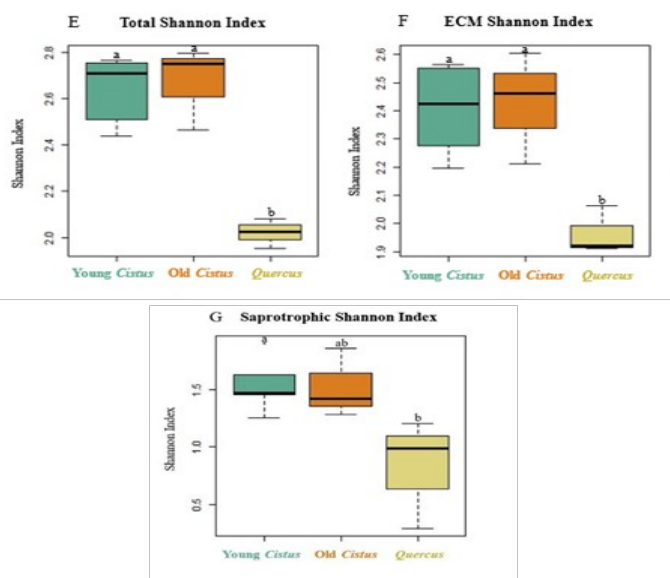 E Total Shannon Index
Shannon Index
2.8
2.6
2.4
2.2
2.0
a
a
b
Young Cistus Old Cistus Quercus
F ECM Shannon Index
Shannon Index
2.6
2.5
2.4
2.3
2.2
2.1
2.0
1.9
a
a
b
Young Cistus Old Cistus Quercus
G Saprotrophic Shannon Index
Shannon Index
1.5
1.0
0.5
ab
b
Young Cistus Old Cistus Quercus